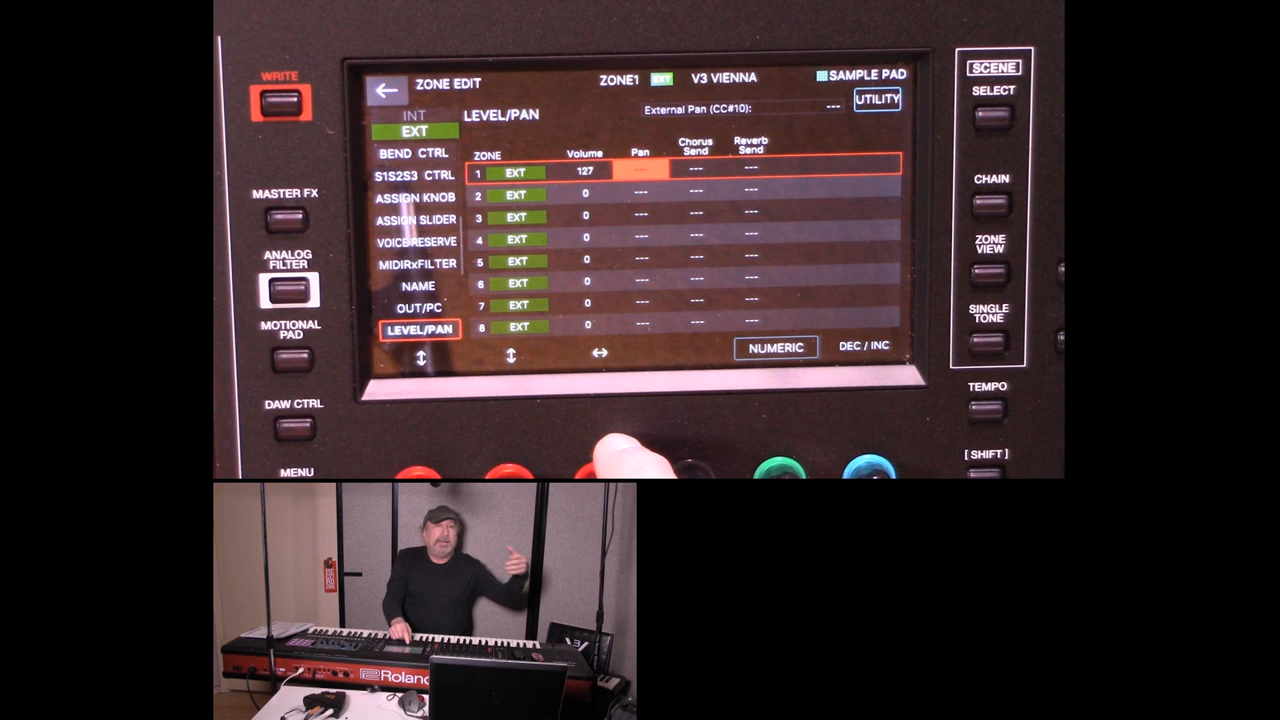 WRITE
MASTER FX
ANALOG
FILTER
MOTIONAL
PAD
DAW CTRL
MENU
ZONE EDIT
ZONE1 EXT V3 VIENNA
SAMPLE PAD
INT
EXT
BEND CTRL
S1S2S3 CTRL
ASSIGN KNOB
ASSIGN SLIDER
VOICE RESERVE
MIDIRxFILTER
NAME
OUT/PC
LEVEL/PAN
LEVEL/PAN
External Pan (CC#10): ---
UTILITY
ZONE Volume Pan Chorus Send Reverb Send
1 EXT 127 --- --- ---
2 EXT 0 --- --- ---
3 EXT 0 --- --- ---
4 EXT 0 --- --- ---
5 EXT 0 --- --- ---
6 EXT 0 --- --- ---
7 EXT 0 --- --- ---
8 EXT 0 --- --- ---
NUMERIC
DEC / INC
SCENE
SELECT
CHAIN
ZONE
VIEW
SINGLE
TONE
TEMPO
[ SHIFT ]
Roland